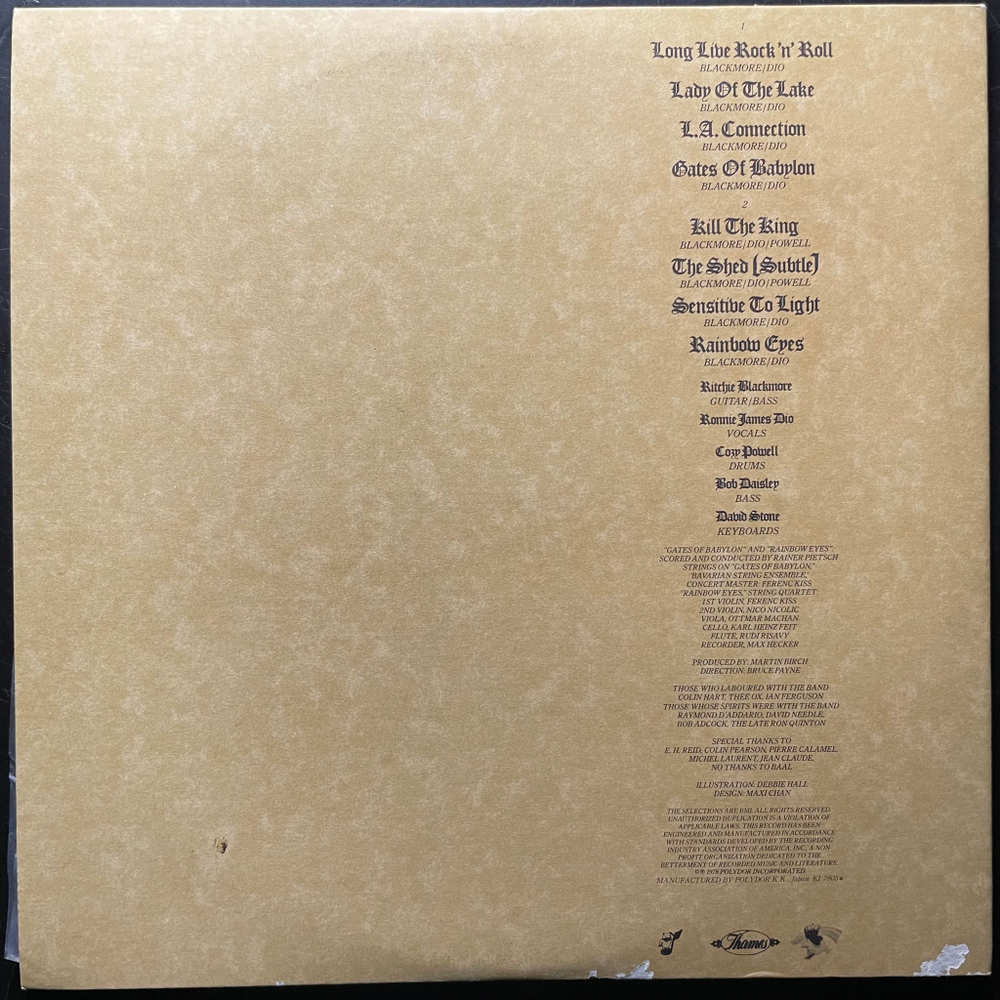 1
Long Live Rock 'n' Roll
BLACKMORE/DIO
Lady Of The Lake
BLACKMORE/DIO
L.A. Connection
BLACKMORE/DIO
Gates Of Babylon
BLACKMORE/DIO
2
Kill The King
BLACKMORE/DIO/POWELL
The Shed [Subtle]
BLACKMORE/DIO/POWELL
Sensitive To Light
BLACKMORE/DIO
Rainbow Eyes
BLACKMORE/DIO
Ritchie Blackmore
GUITAR/BASS
Ronnie James Dio
VOCALS
Cozy Powell
DRUMS
Bob Daisley
BASS
David Stone
KEYBOARDS
"GATES OF BABYLON" AND "RAINBOW EYES":
SCORED AND CONDUCTED BY RAINER PIETSCH
STRINGS ON "GATES OF BABYLON,"
'BAVARIAN STRING ENSEMBLE,'
CONCERT MASTER: FERENC KISS
"RAINBOW EYES," STRING QUARTET:
1ST VIOLIN, FERENC KISS
2ND VIOLIN, NICO NICOLIC
VIOLA, OTTMAR MACHAN
CELLO, KARL HEINZ FEIT
FLUTE, RUDI RISAVY
RECORDER, MAX HECKER
PRODUCED BY: MARTIN BIRCH
DIRECTION: BRUCE PAYNE
THOSE WHO LABOURED WITH THE BAND
COLIN HART, THEE OX, IAN FERGUSON
THOSE WHOSE SPIRITS WERE WITH THE BAND
RAYMOND D'ADDARIO, DAVID NEEDLE,
BOB ADCOCK, THE LATE RON QUINTON
SPECIAL THANKS TO
E. H. REID, COLIN PEARSON, PIERRE CALAMEL,
MICHEL LAURENT, JEAN CLAUDE,
NO THANKS TO BAAL
ILLUSTRATION: DEBBIE HALL
DESIGN: MAXI CHAN
THE SELECTIONS ARE BMI. ALL RIGHTS RESERVED.
UNAUTHORIZED DUPLICATION IS A VIOLATION OF
APPLICABLE LAWS. THIS RECORD HAS BEEN
ENGINEERED AND MANUFACTURED IN ACCORDANCE
WITH STANDARDS DEVELOPED BY THE RECORDING
INDUSTRY ASSOCIATION OF AMERICA, INC., A NON
PROFIT ORGANIZATION DEDICATED TO THE
BETTERMENT OF RECORDED MUSIC AND LITERATURE.
©℗ 1978 POLYDOR INCORPORATED.
MANUFACTURED BY POLYDOR K.K., Japan KI 7805★
Thames